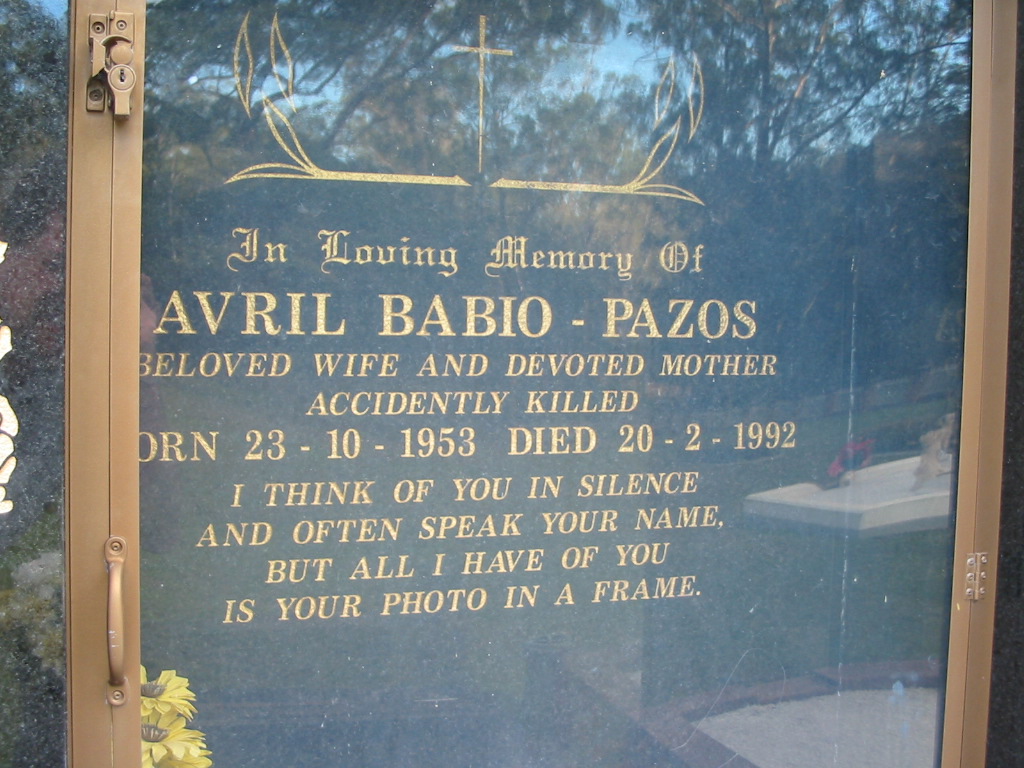 In Loving Memory Of
AVRIL BABIO - PAZOS
BELOVED WIFE AND DEVOTED MOTHER
ACCIDENTLY KILLED
ORN 23 - 10 - 1953 DIED 20 - 2 - 1992
I THINK OF YOU IN SILENCE
AND OFTEN SPEAK YOUR NAME,
BUT ALL I HAVE OF YOU
IS YOUR PHOTO IN A FRAME.